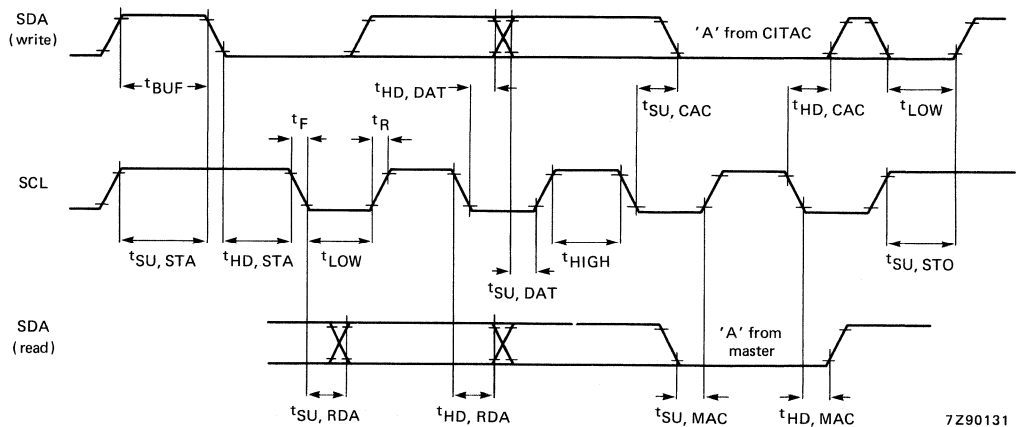 SDA
(write)
'A' from CITAC
tBUF
tHD, DAT
tSU, CAC
tHD, CAC
tLOW
tF
tR
SCL
tSU, STA
tHD, STA
tLOW
tSU, DAT
tHIGH
tSU, STO
SDA
(read)
'A' from
master
tSU, RDA
tHD, RDA
tSU, MAC
tHD, MAC
7Z90131